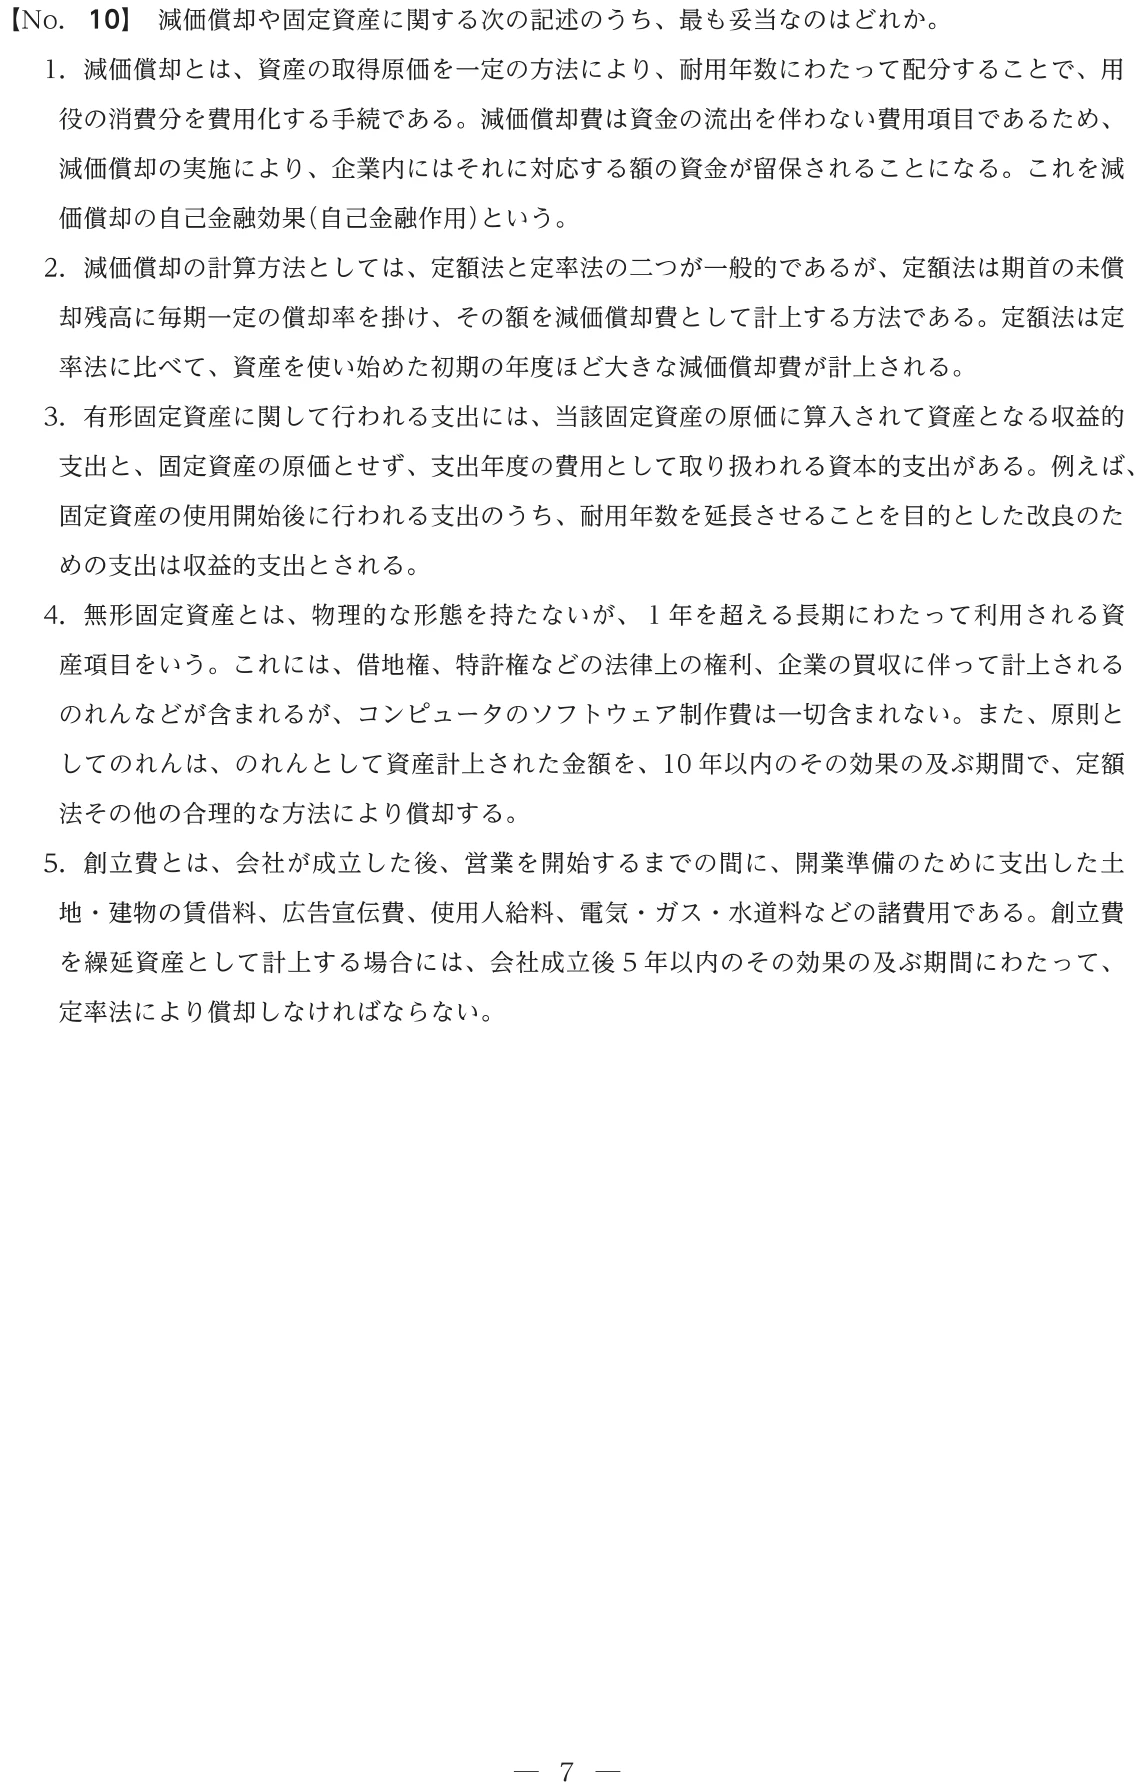 【No. 10】 減価償却や固定資産に関する次の記述のうち、最も妥当なのはどれか。
1. 減価償却とは、資産の取得原価を一定の方法により、耐用年数にわたって配分することで、用
役の消費分を費用化する手続である。減価償却費は資金の流出を伴わない費用項目であるため、
減価償却の実施により、企業内にはそれに対応する額の資金が留保されることになる。これを減
価償却の自己金融効果(自己金融作用)という。
2. 減価償却の計算方法としては、定額法と定率法の二つが一般的であるが、定額法は期首の未償
却残高に毎期一定の償却率を掛け、その額を減価償却費として計上する方法である。定額法は定
率法に比べて、資産を使い始めた初期の年度ほど大きな減価償却費が計上される。
3. 有形固定資産に関して行われる支出には、当該固定資産の原価に算入されて資産となる収益的
支出と、固定資産の原価とせず、支出年度の費用として取り扱われる資本的支出がある。例えば、
固定資産の使用開始後に行われる支出のうち、耐用年数を延長させることを目的とした改良のた
めの支出は収益的支出とされる。
4. 無形固定資産とは、物理的な形態を持たないが、1年を超える長期にわたって利用される資
産項目をいう。これには、借地権、特許権などの法律上の権利、企業の買収に伴って計上される
のれんなどが含まれるが、コンピュータのソフトウェア制作費は一切含まれない。また、原則と
してのれんは、のれんとして資産計上された金額を、10年以内のその効果の及ぶ期間で、定額
法その他の合理的な方法により償却する。
5. 創立費とは、会社が成立した後、営業を開始するまでの間に、開業準備のために支出した土
地・建物の賃借料、広告宣伝費、使用人給料、電気・ガス・水道料などの諸費用である。創立費
を繰延資産として計上する場合には、会社成立後5年以内のその効果の及ぶ期間にわたって、
定率法により償却しなければならない。
— 7 —